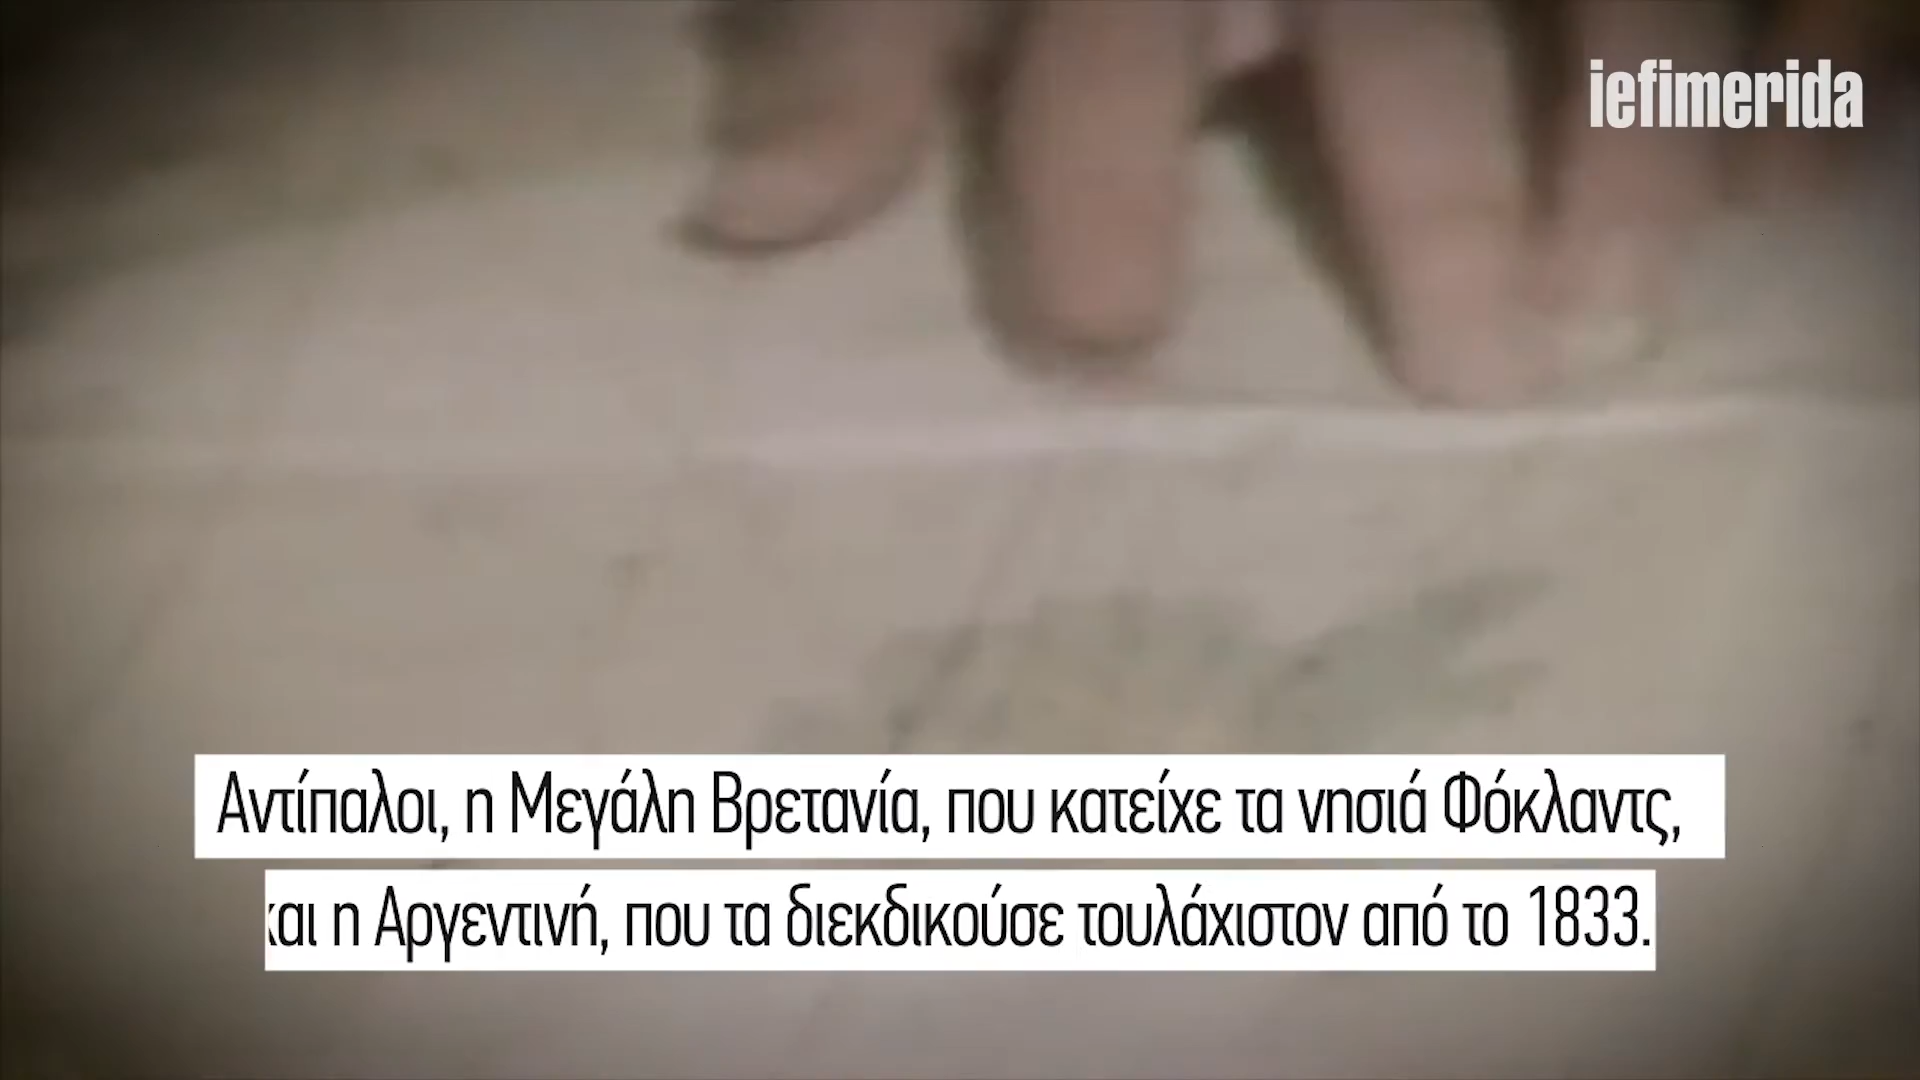 iefimerida
Αντίπαλοι, η Μεγάλη Βρετανία, που κατείχε τα νησιά Φόκλαντς,
και η Αργεντινή, που τα διεκδικούσε τουλάχιστον από το 1833.